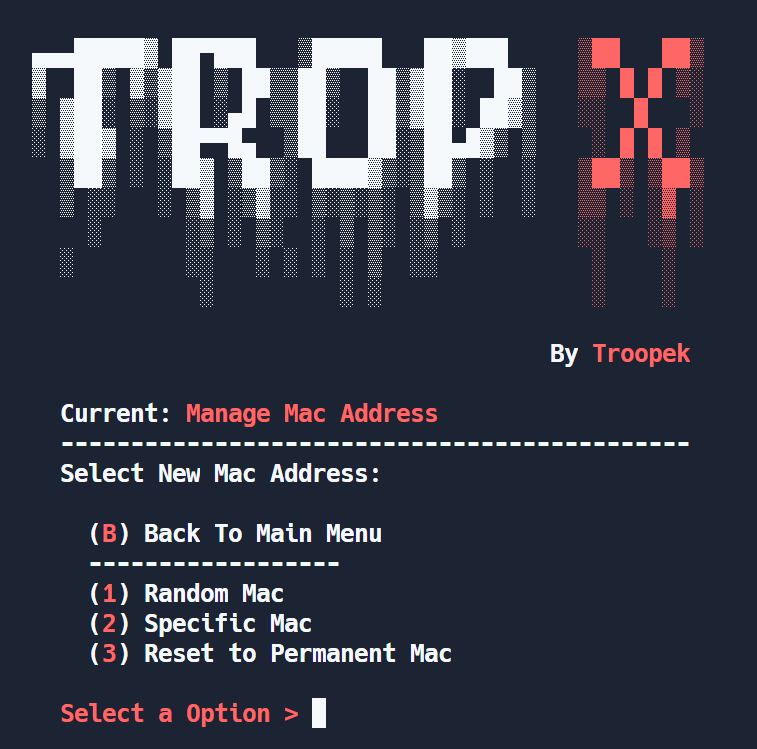 TROP X
By Troopek
Current: Manage Mac Address
---------------------------------------------
Select New Mac Address:
(B) Back To Main Menu
------------------
(1) Random Mac
(2) Specific Mac
(3) Reset to Permanent Mac
Select a Option >